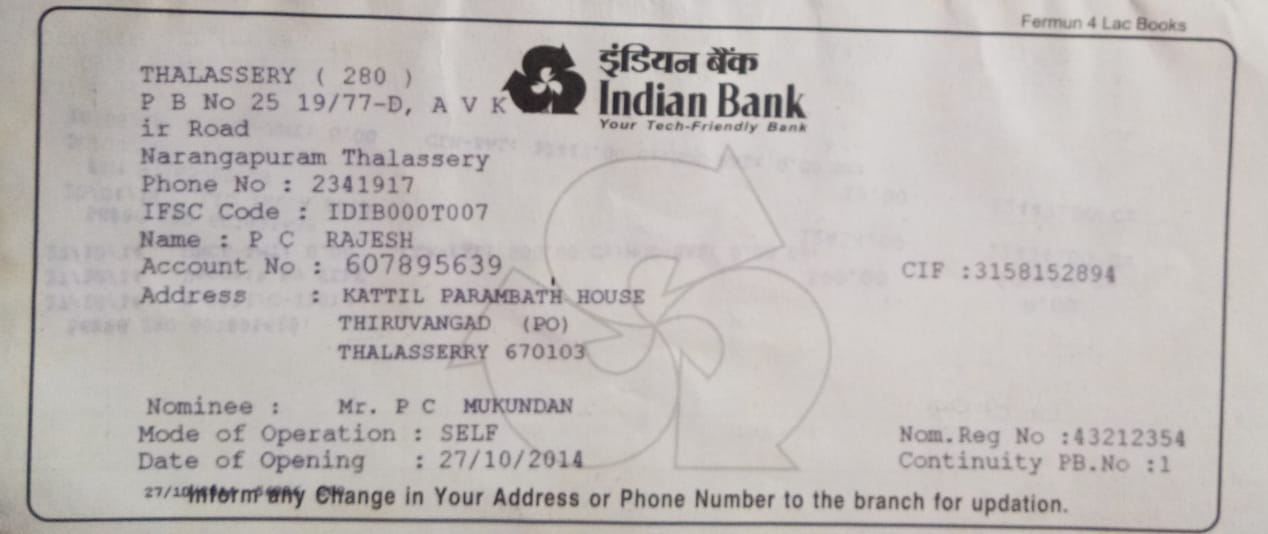 Fermun 4 Lac Books
इंडियन बैंक
Indian Bank
Your Tech-Friendly Bank
THALASSERY ( 280 )
P B No 25 19/77-D, A V K
ir Road
Narangapuram Thalassery
Phone No : 2341917
IFSC Code : IDIB000T007
Name : P C RAJESH
Account No : 607895639
CIF :3158152894
Address : KATTIL PARAMBATH HOUSE
THIRUVANGAD (PO)
THALASSERRY 670103
Nominee : Mr. P C MUKUNDAN
Mode of Operation : SELF
Nom.Reg No :43212354
Date of Opening : 27/10/2014
Continuity PB.No :1
Inform any Change in Your Address or Phone Number to the branch for updation.